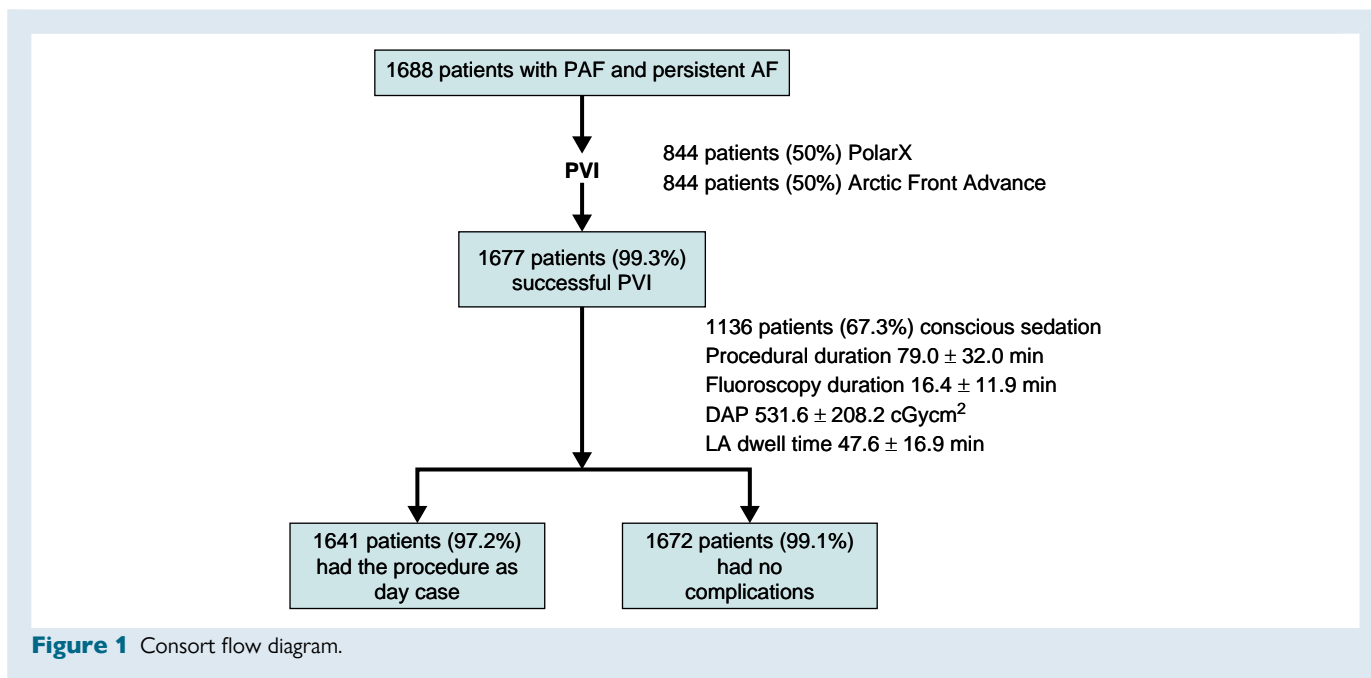 1688 patients with PAF and persistent AF
844 patients (50%) PolarX
PVI
844 patients (50%) Arctic Front Advance
1677 patients (99.3%)
successful PVI
1136 patients (67.3%) conscious sedation
Procedural duration 79.0 ± 32.0 min
Fluoroscopy duration 16.4 ± 11.9 min
DAP 531.6 ± 208.2 cGycm²
LA dwell time 47.6 ± 16.9 min
1641 patients (97.2%)
had the procedure as
day case
1672 patients (99.1%)
had no
complications
Figure 1 Consort flow diagram.